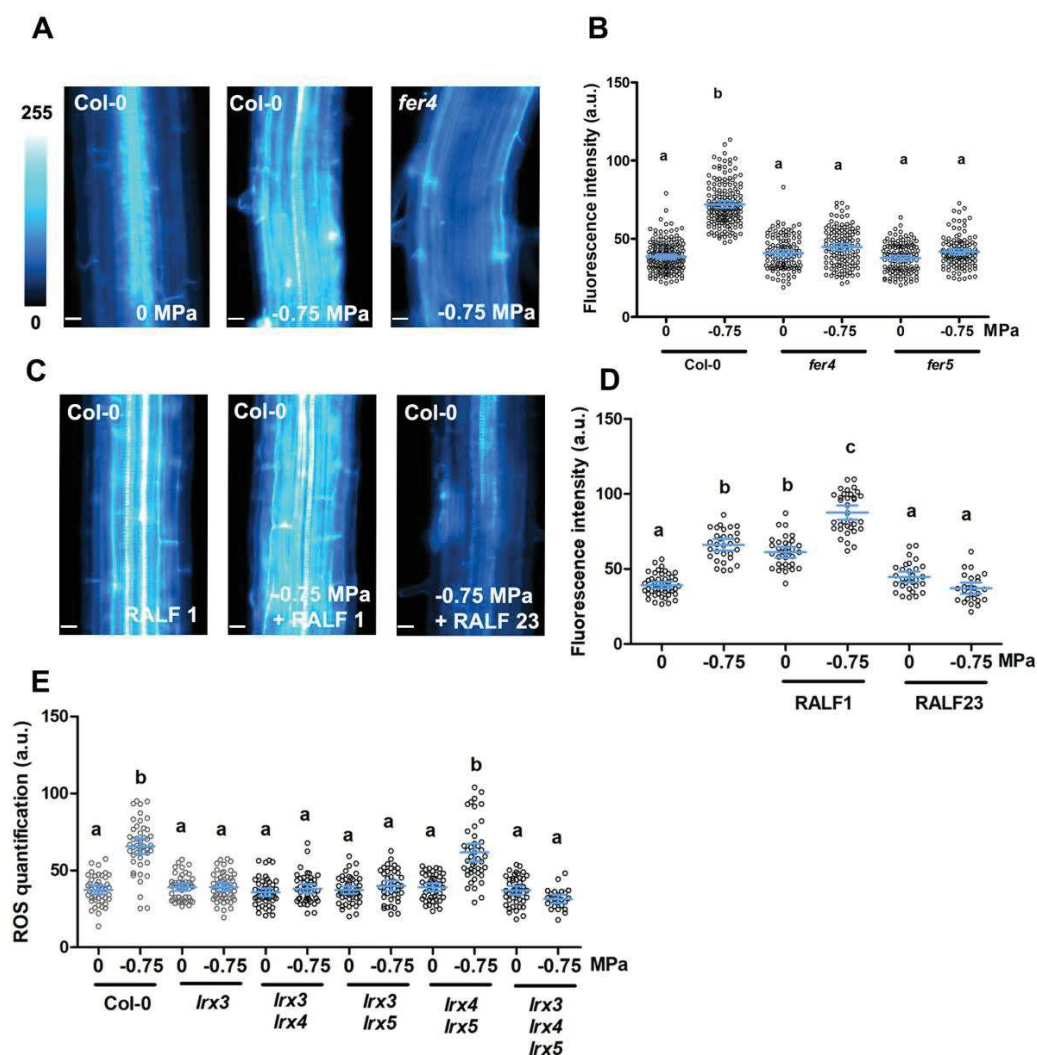 A
255
0
Col-0
0 MPa
Col-0
-0.75 MPa
fer4
-0.75 MPa
B
Fluorescence intensity (a.u.)
150
100
50
0
a b a a a a
0 -0.75 0 -0.75 0 -0.75 MPa
Col-0 fer4 fer5
C
Col-0
RALF 1
Col-0
-0.75 MPa
+ RALF 1
Col-0
-0.75 MPa
+ RALF 23
D
Fluorescence intensity (a.u.)
150
100
50
0
a b b c a a
0 -0.75 0 -0.75 0 -0.75 MPa
RALF1 RALF23
E
ROS quantification (a.u.)
150
100
50
0
a b a a a a a a a b a a
0 -0.75 0 -0.75 0 -0.75 0 -0.75 0 -0.75 0 -0.75 MPa
Col-0 lrx3 lrx3 lrx3 lrx4 lrx3
lrx4 lrx5 lrx5 lrx4
lrx5